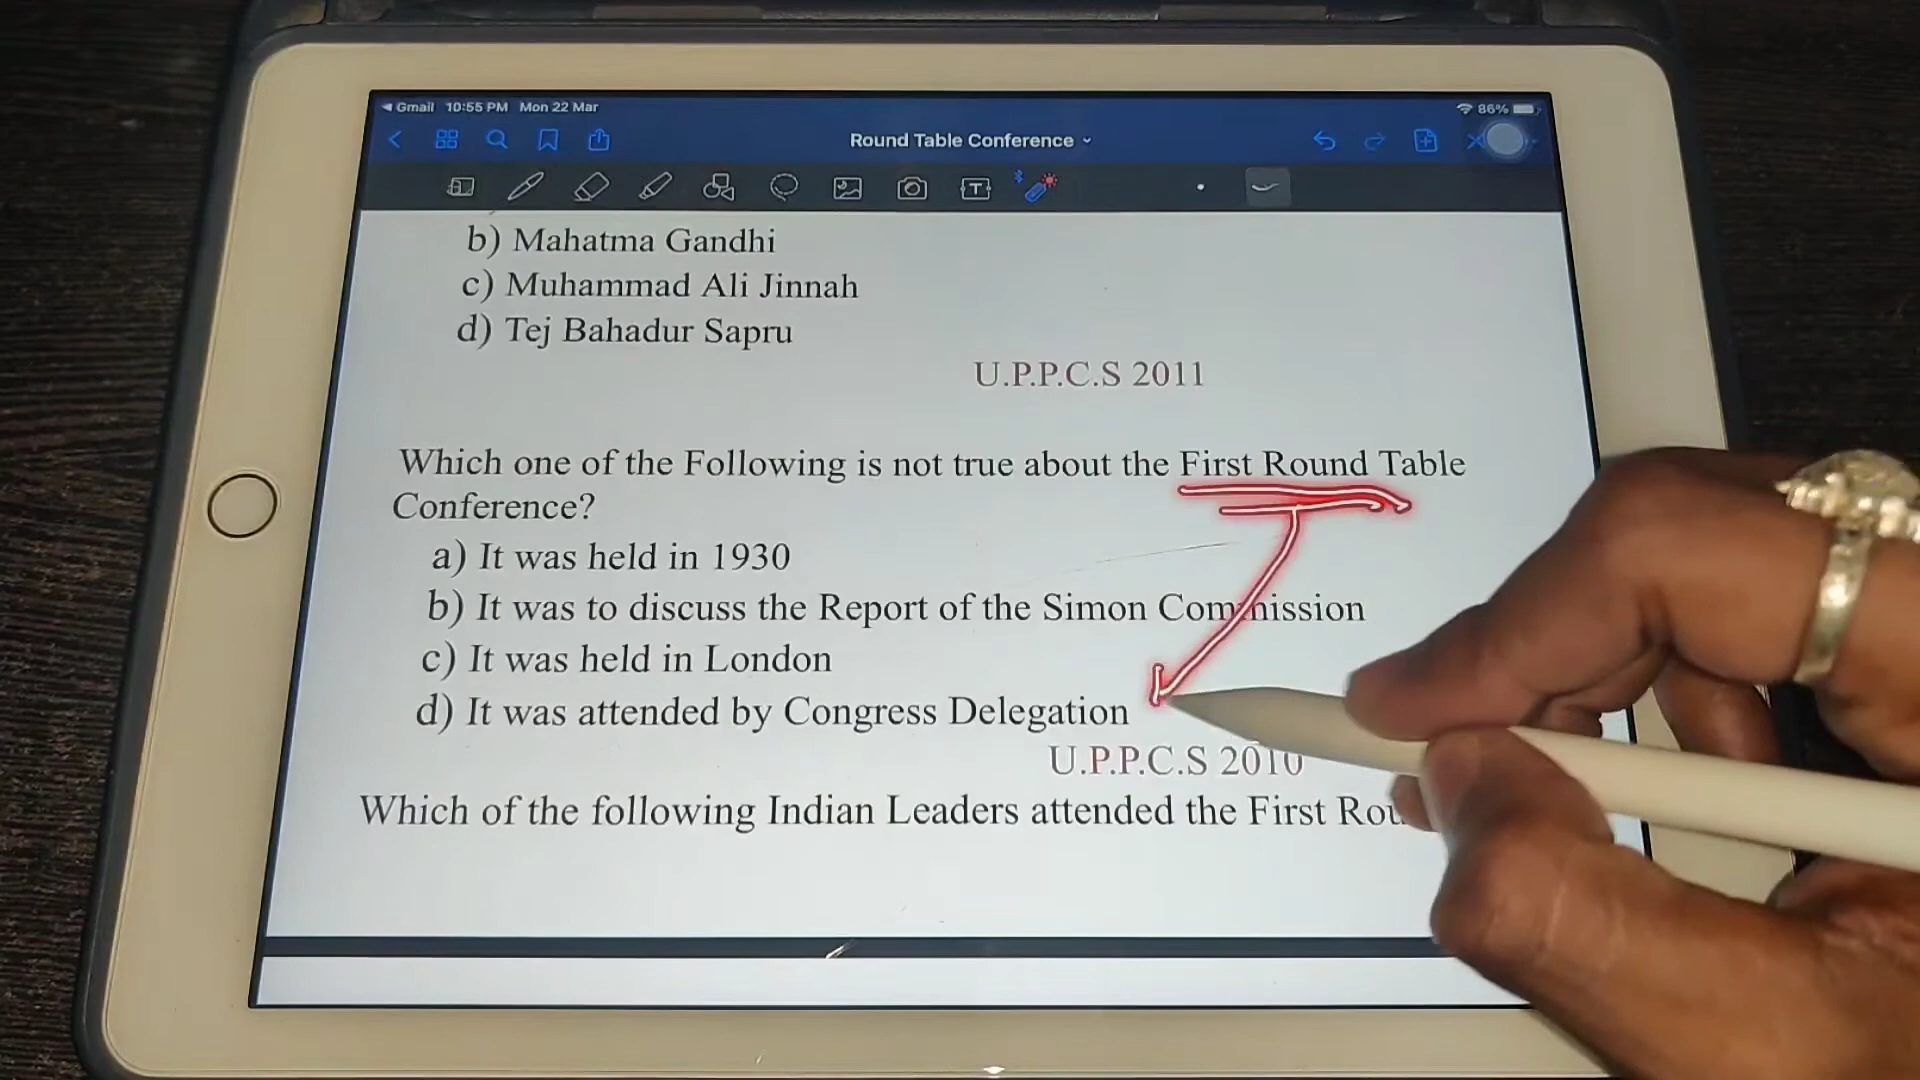 Gmail 10:55 PM Mon 22 Mar
86%
Round Table Conference
T
b) Mahatma Gandhi
c) Muhammad Ali Jinnah
d) Tej Bahadur Sapru
U.P.P.C.S 2011
Which one of the Following is not true about the First Round Table
Conference?
a) It was held in 1930
b) It was to discuss the Report of the Simon Commission
c) It was held in London
d) It was attended by Congress Delegation
U.P.P.C.S 2010
Which of the following Indian Leaders attended the First